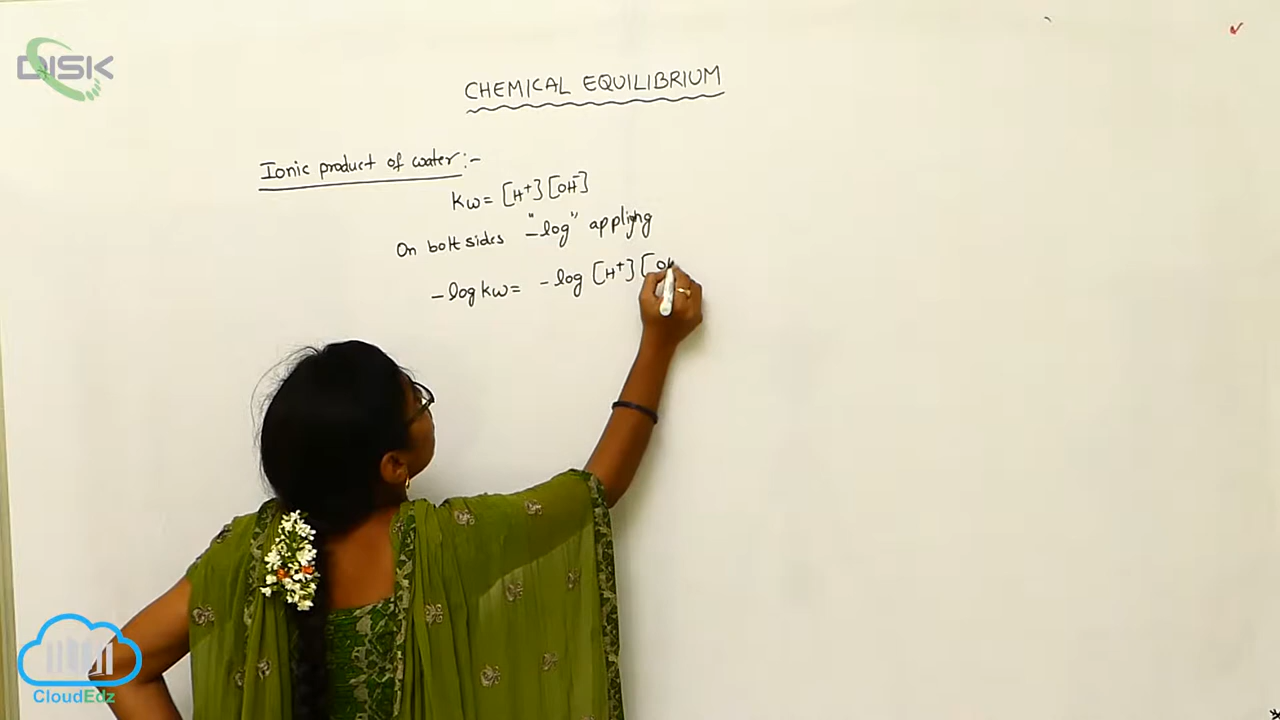 DISK
CHEMICAL EQUILIBRIUM
Ionic product of water:-
Kw = [H+][OH-]
On both sides "-log" applying
-log Kw = -log [H+][OH
CloudEdz